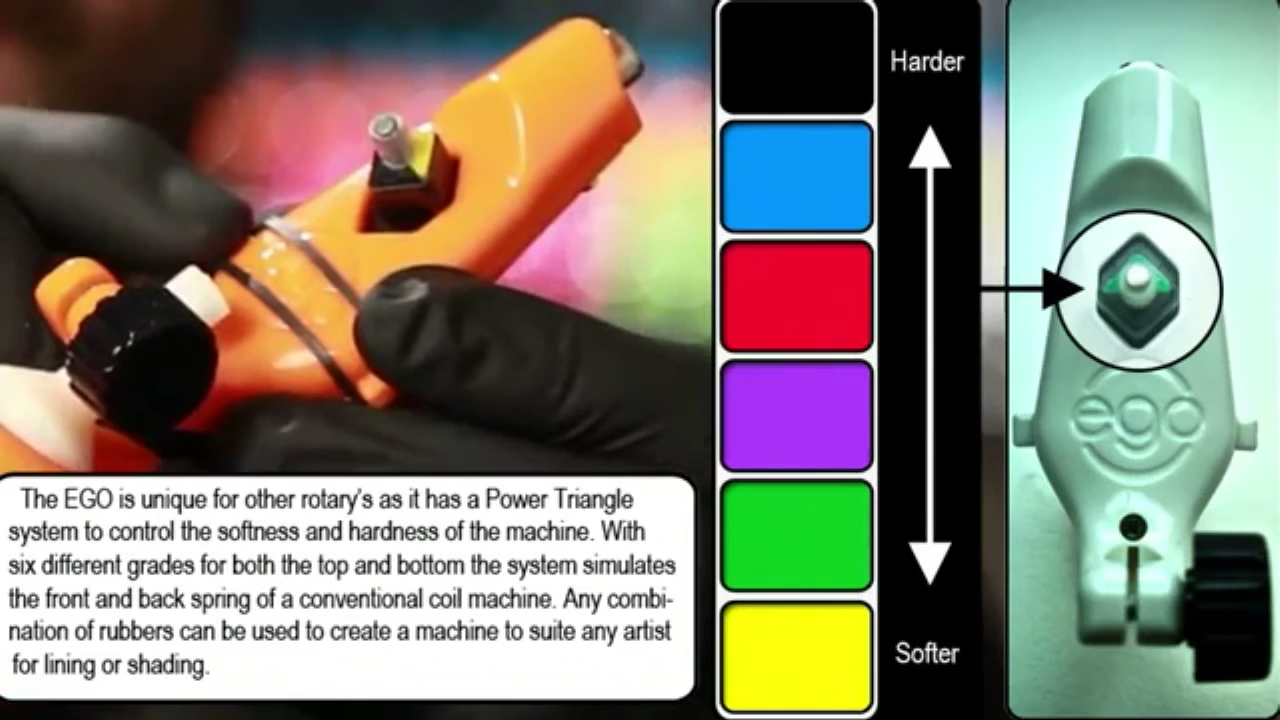 The EGO is unique for other rotary's as it has a Power Triangle
system to control the softness and hardness of the machine. With
six different grades for both the top and bottom the system simulates
the front and back spring of a conventional coil machine. Any combi-
nation of rubbers can be used to create a machine to suite any artist
for lining or shading.
Harder
Softer
ego